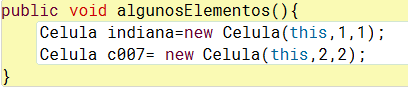 public void algunosElementos(){
Celula indiana=new Celula(this,1,1);
Celula c007= new Celula(this,2,2);
}